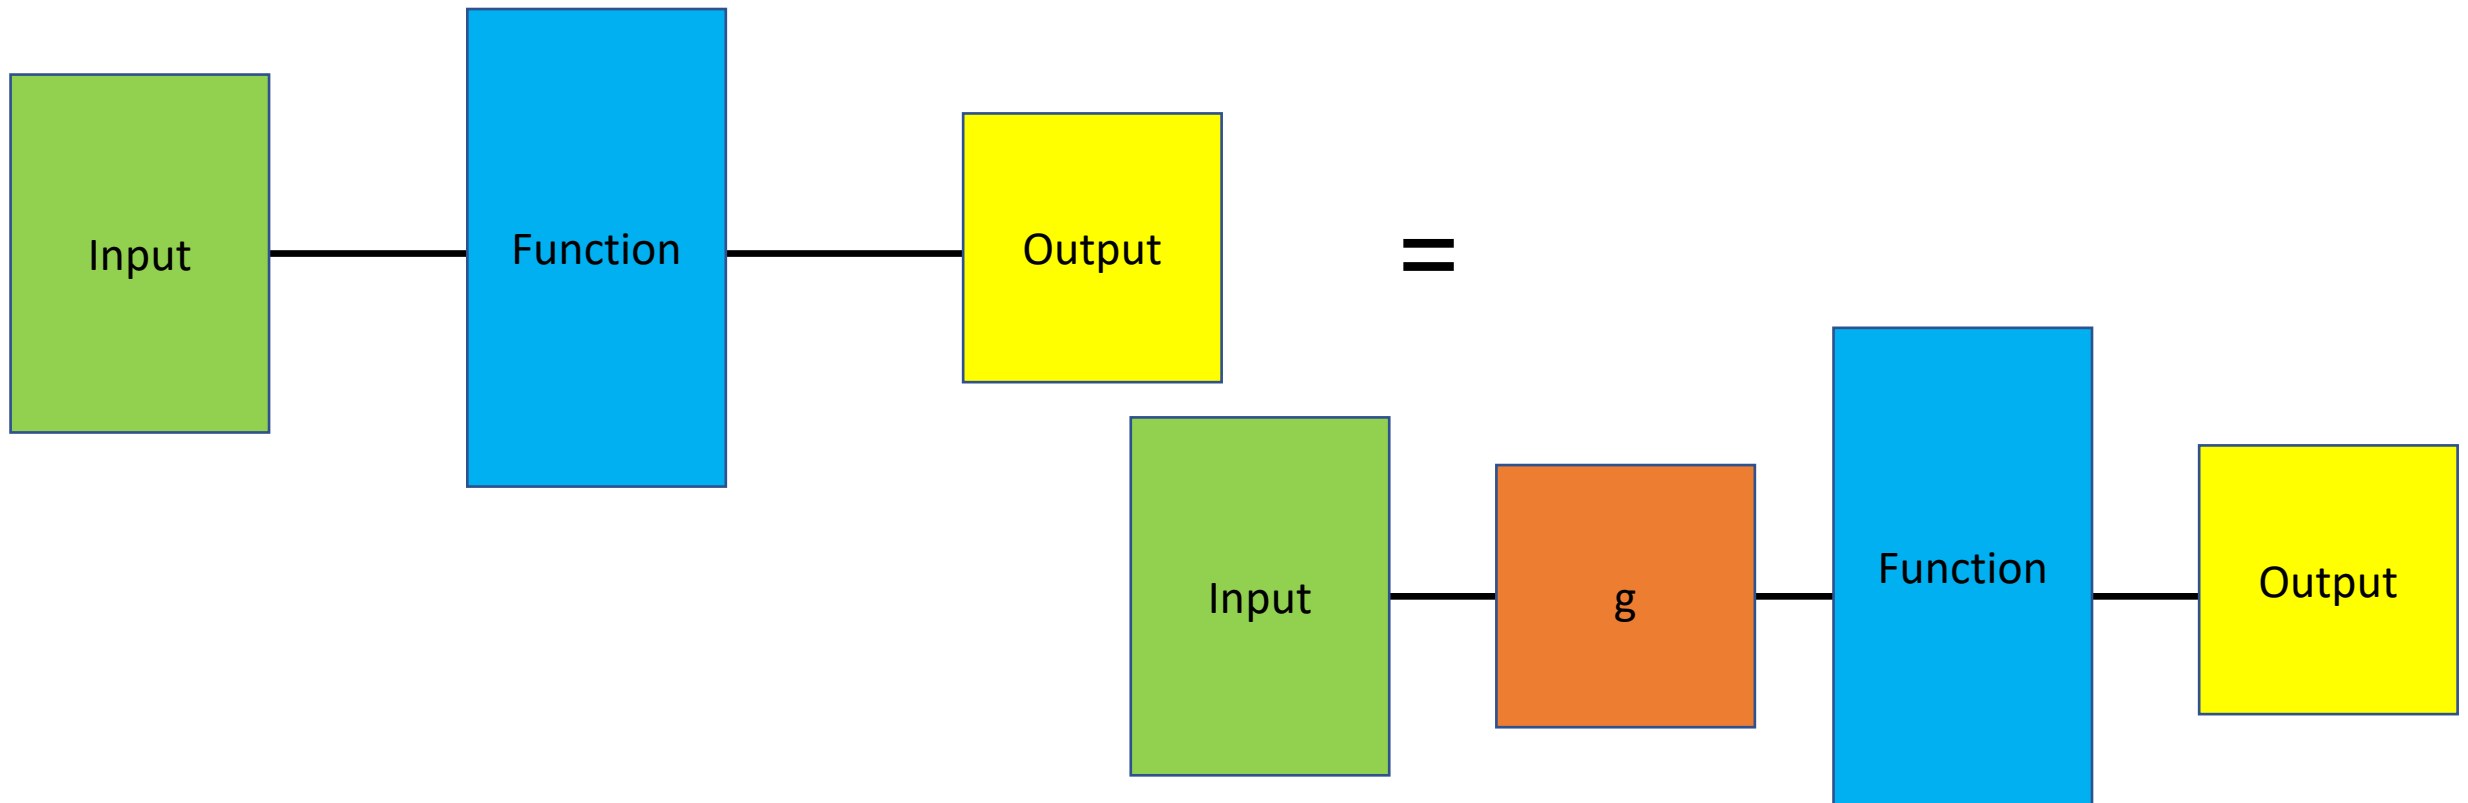 Input
Function
Output
=
Input
g
Function
Output